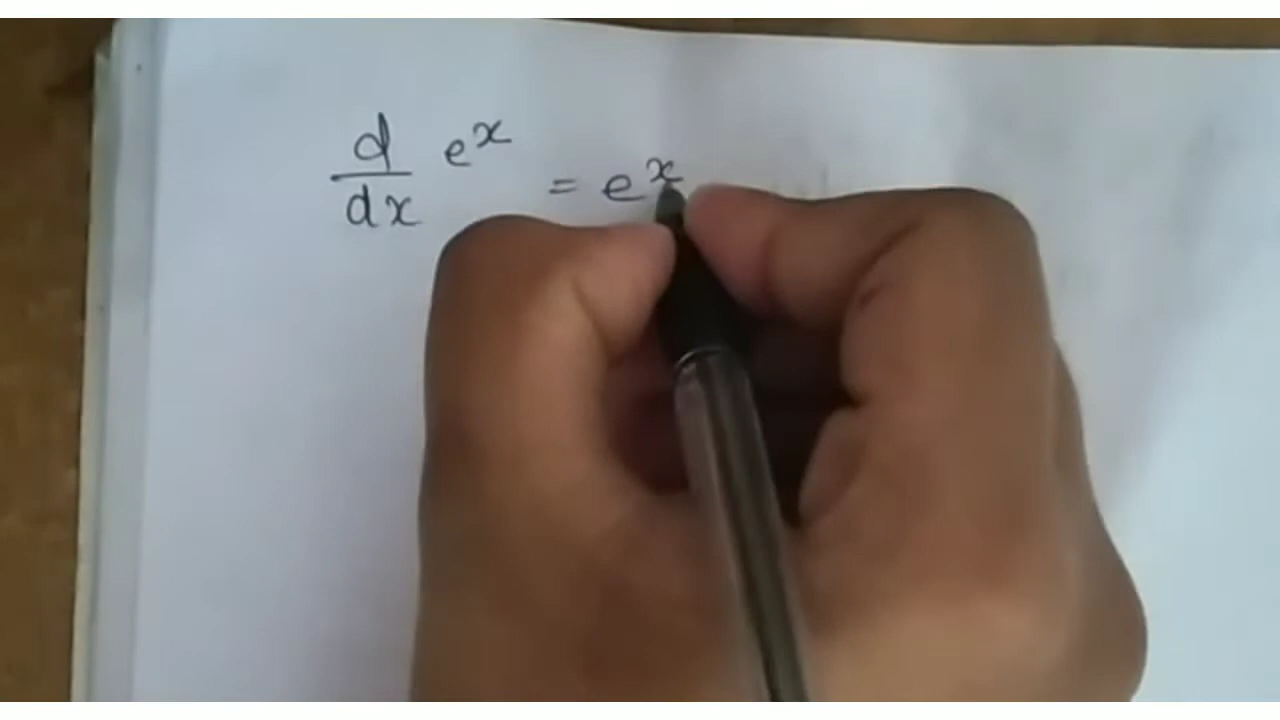 d/dx e^x = e^x